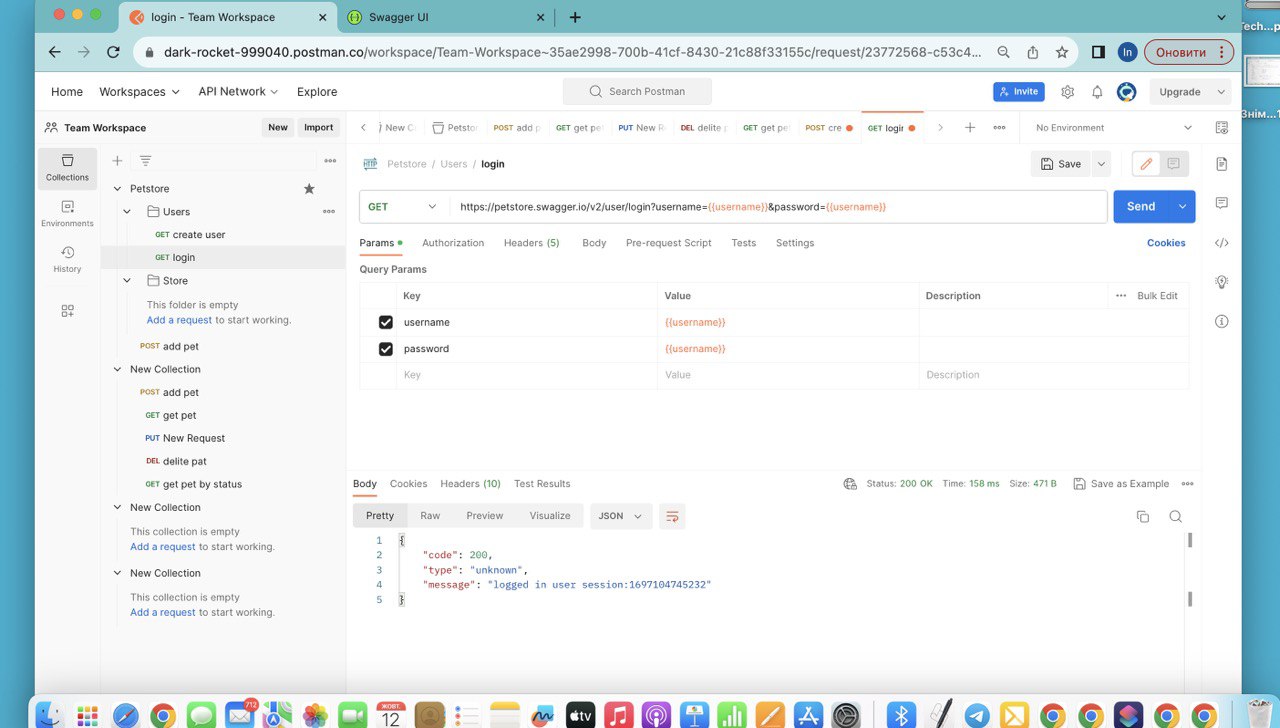 login - Team Workspace
Swagger UI
dark-rocket-999040.postman.co/workspace/Team-Workspace~35ae2998-700b-41cf-8430-21c88f33155c/request/23772568-c53c4...
In
Оновити
Home
Workspaces
API Network
Explore
Search Postman
Invite
Upgrade
Team Workspace
New
Import
New C
Petstor
POST add p
GET get pe
PUT New R
DEL delite p
GET get pe
POST cre
GET login
No Environment
Collections
Environments
History
Petstore
Users
GET create user
GET login
Store
This folder is empty
Add a request to start working.
POST add pet
New Collection
POST add pet
GET get pet
PUT New Request
DEL delite pat
GET get pet by status
New Collection
This collection is empty
Add a request to start working.
New Collection
This collection is empty
Add a request to start working.
Petstore / Users / login
Save
GET
https://petstore.swagger.io/v2/user/login?username={{username}}&password={{username}}
Send
Params
Authorization
Headers (5)
Body
Pre-request Script
Tests
Settings
Cookies
Query Params
Key Value Description
Bulk Edit
username {{username}}
password {{username}}
Key Value Description
Body
Cookies
Headers (10)
Test Results
Status: 200 OK
Time: 158 ms
Size: 471 B
Save as Example
Pretty
Raw
Preview
Visualize
JSON
1 {
2 "code": 200,
3 "type": "unknown",
4 "message": "logged in user session:1697104745232"
5 }
Tech...p
Знім...1
712
ЖОВТ.
12
tv